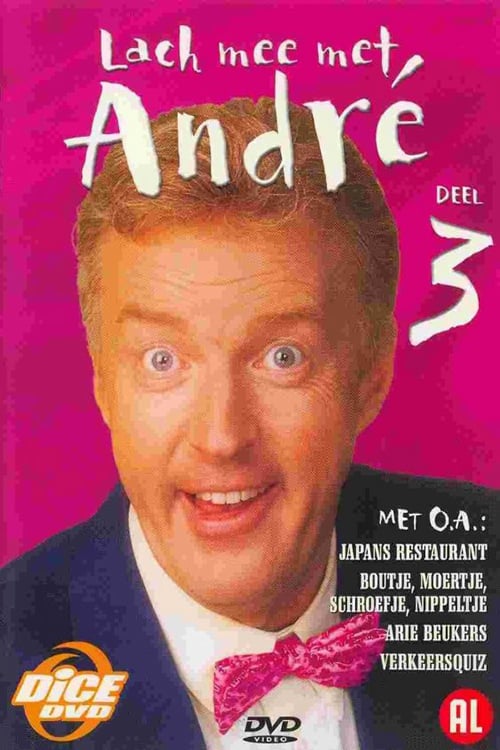 Lach mee met
André
DEEL
3
MET O.A.:
JAPANS RESTAURANT
BOUTJE, MOERTJE,
SCHROEFJE, NIPPELTJE
ARIE BEUKERS
VERKEERSQUIZ
DiCE
DVD
DVD
VIDEO
AL